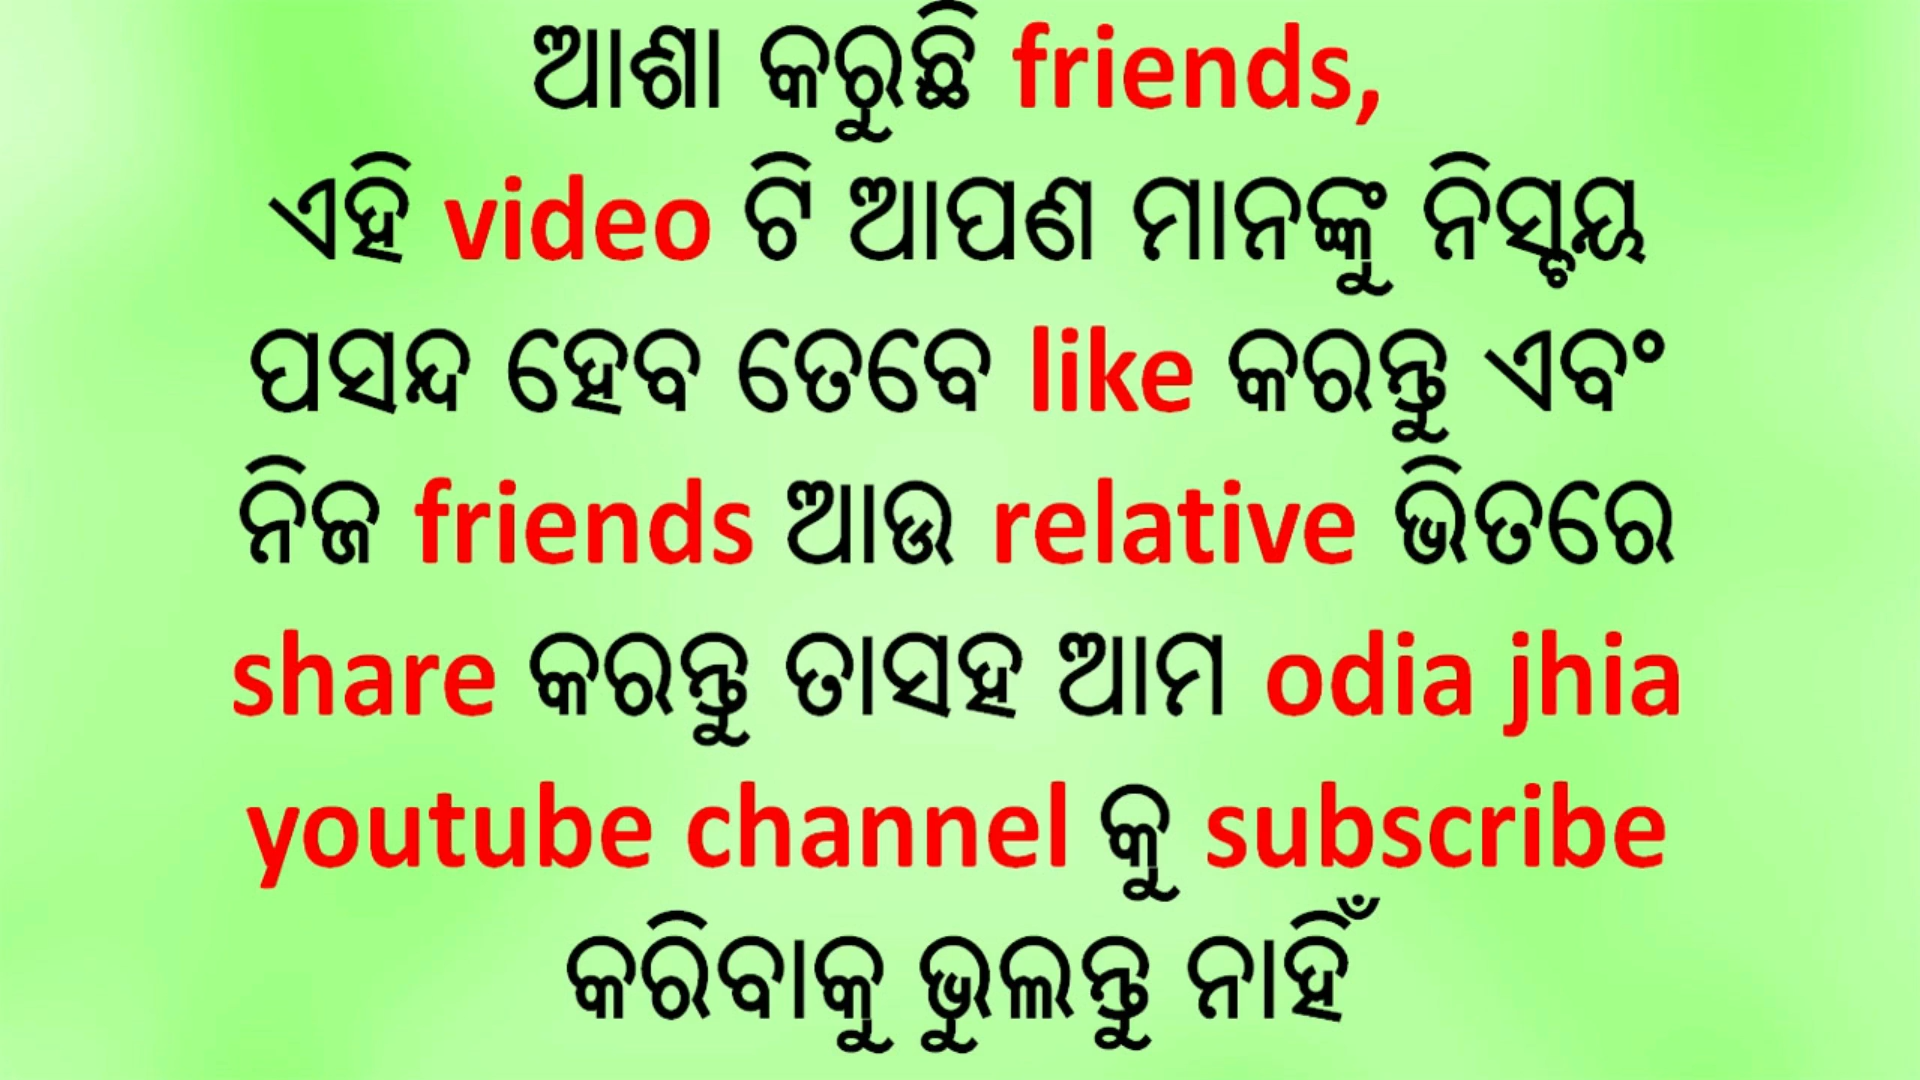 ଆଶା କରୁଛି friends,
ଏହି video ଟି ଆପଣ ମାନଙ୍କୁ ନିସ୍ଚୟ
ପସନ୍ଦ ହେବ ତେବେ like କରନ୍ତୁ ଏବଂ
ନିଜ friends ଆଉ relative ଭିତରେ
share କରନ୍ତୁ ତାସହ ଆମ odia jhia
youtube channel କୁ subscribe
କରିବାକୁ ଭୁଲନ୍ତୁ ନାହିଁ